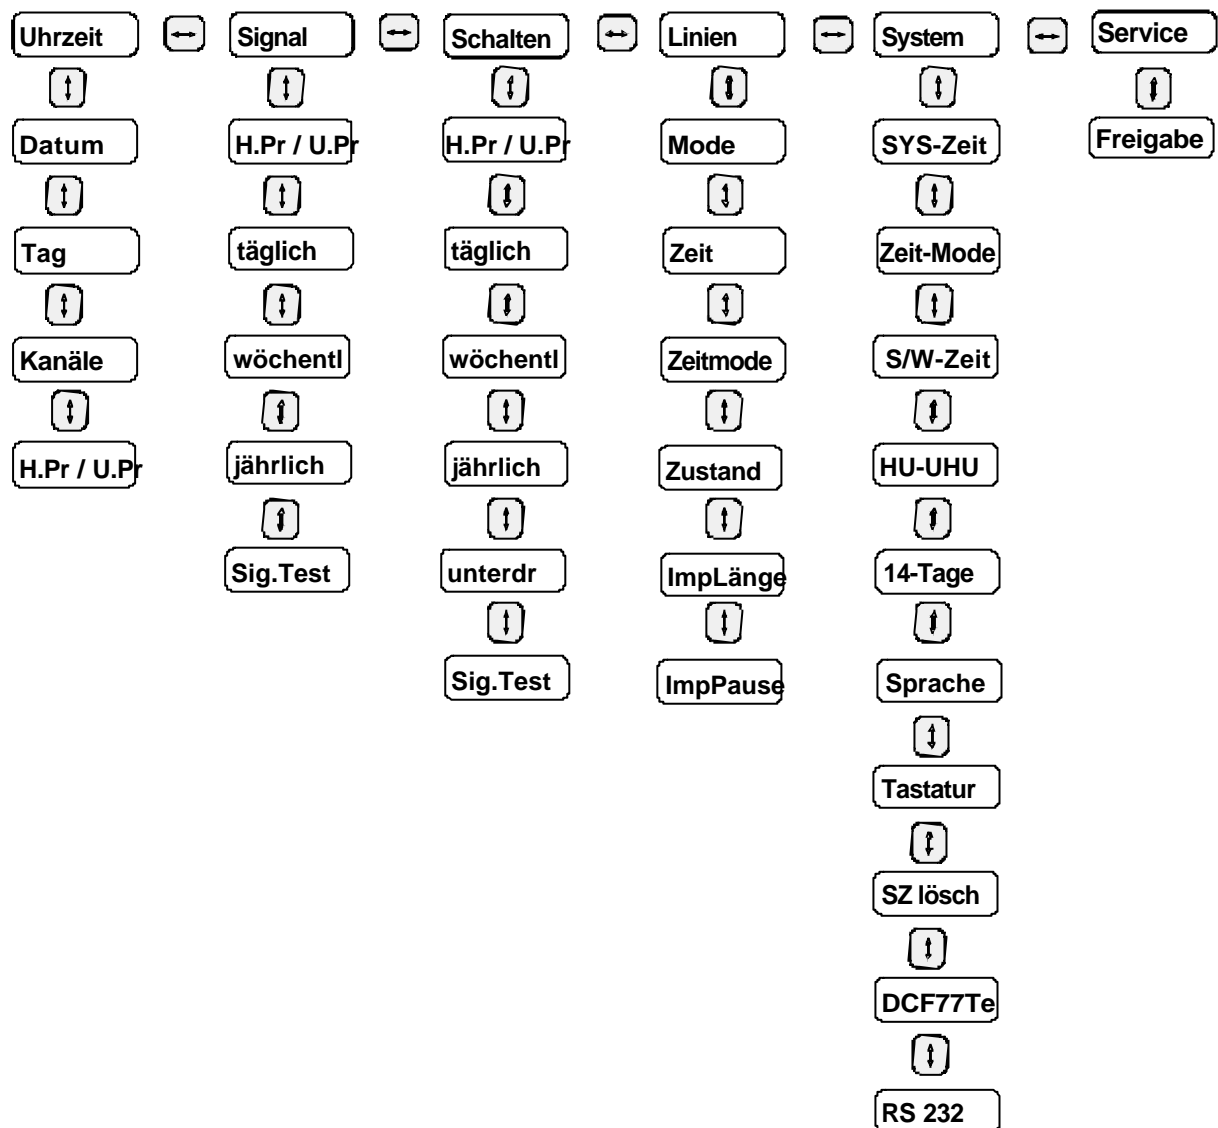 Uhrzeit
Signal
Schalten
Linien
System
Service
Datum
H.Pr / U.Pr
H.Pr / U.Pr
Mode
SYS-Zeit
Freigabe
Tag
täglich
täglich
Zeit
Zeit-Mode
Kanäle
wöchentl
wöchentl
Zeitmode
S/W-Zeit
H.Pr / U.Pr
jährlich
jährlich
Zustand
HU-UHU
Sig.Test
unterdr
ImpLänge
14-Tage
Sig.Test
ImpPause
Sprache
Tastatur
SZ lösch
DCF77Te
RS 232